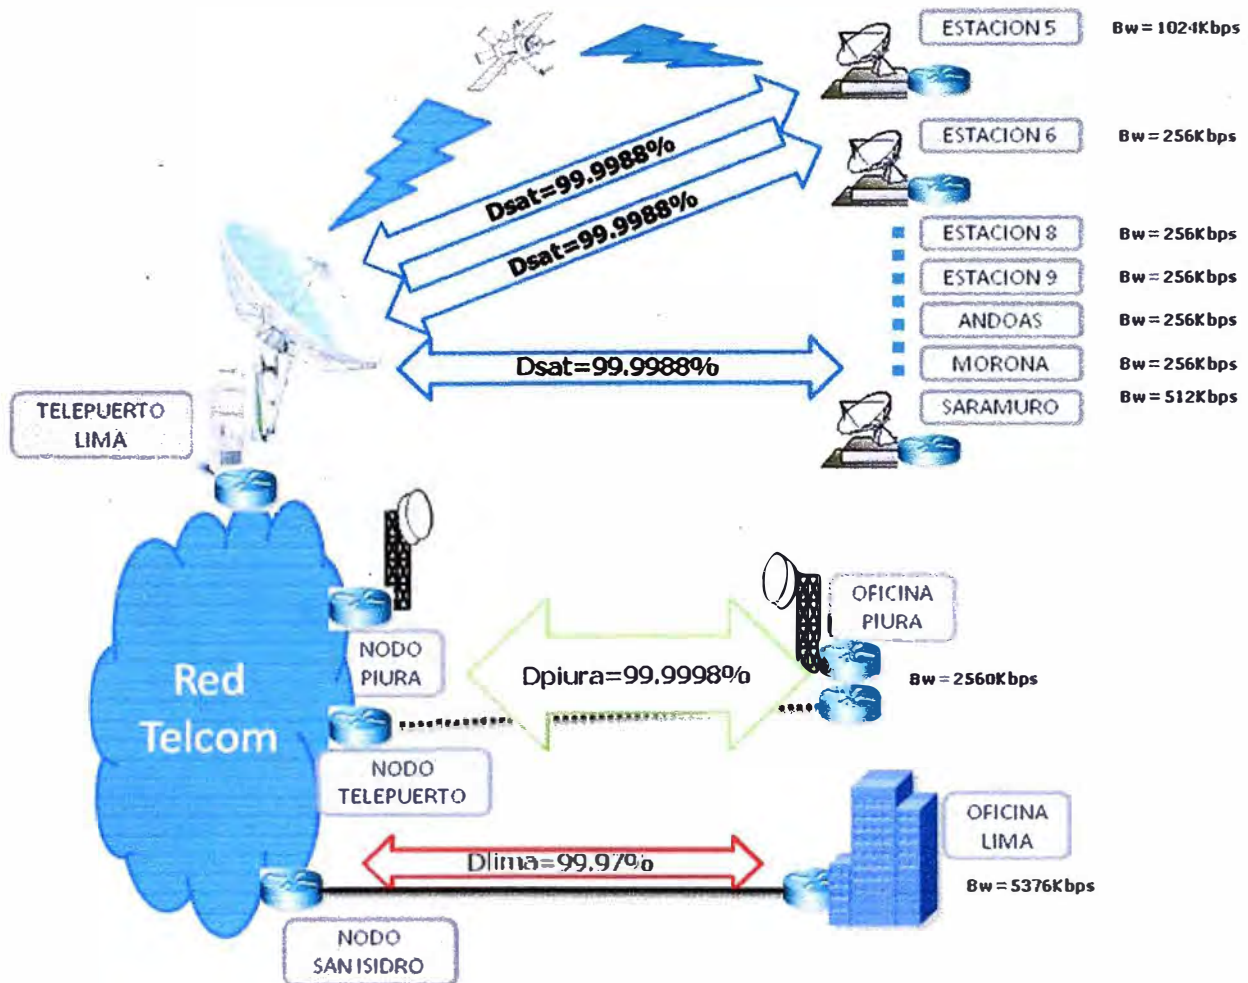 ESTACION 5
Bw = 1024Kbps
Dsat=99.9988%
ESTACION 6
Bw = 256Kbps
Dsat=99.9988%
ESTACION 8
Bw = 256Kbps
ESTACION 9
Bw = 256Kbps
ANDOAS
Bw = 256Kbps
Dsat=99.9988%
MORONA
Bw = 256Kbps
SARAMURO
Bw = 512Kbps
TELEPUERTO
LIMA
OFICINA
PIURA
NODO
PIURA
Dpiura=99.9998%
Bw = 2560Kbps
Red
Telcom
NODO
TELEPUERTO
OFICINA
LIMA
Dlima=99.97%
Bw = 5376Kbps
NODO
SAN ISIDRO